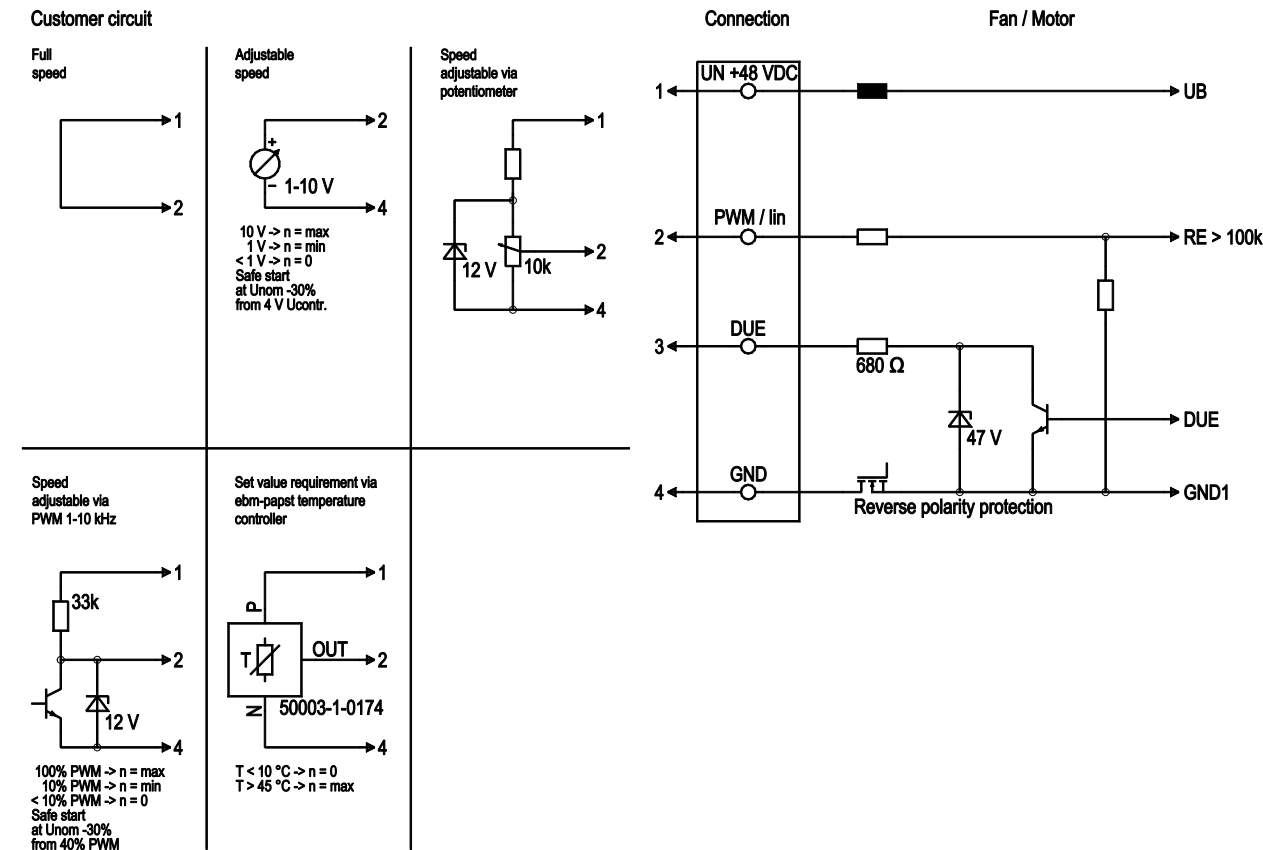 Customer circuit
Full
speed
1
2
Adjustable
speed
2
+
− 1-10 V
4
10 V -> n = max
1 V -> n = min
< 1 V -> n = 0
Safe start
at Unom -30%
from 4 V Ucontr.
Speed
adjustable via
potentiometer
1
2
12 V
10k
4
Speed
adjustable via
PWM 1-10 kHz
1
33k
2
12 V
4
100% PWM -> n = max
10% PWM -> n = min
< 10% PWM -> n = 0
Safe start
at Unom -30%
from 40% PWM
Set value requirement via
ebm-papst temperature
controller
1
P
T
OUT
2
N
50003-1-0174
4
T < 10 °C -> n = 0
T > 45 °C -> n = max
Connection
Fan / Motor
UN +48 VDC
1
UB
PWM / lin
2
RE > 100k
DUE
3
680 Ω
47 V
DUE
GND
4
GND1
Reverse polarity protection